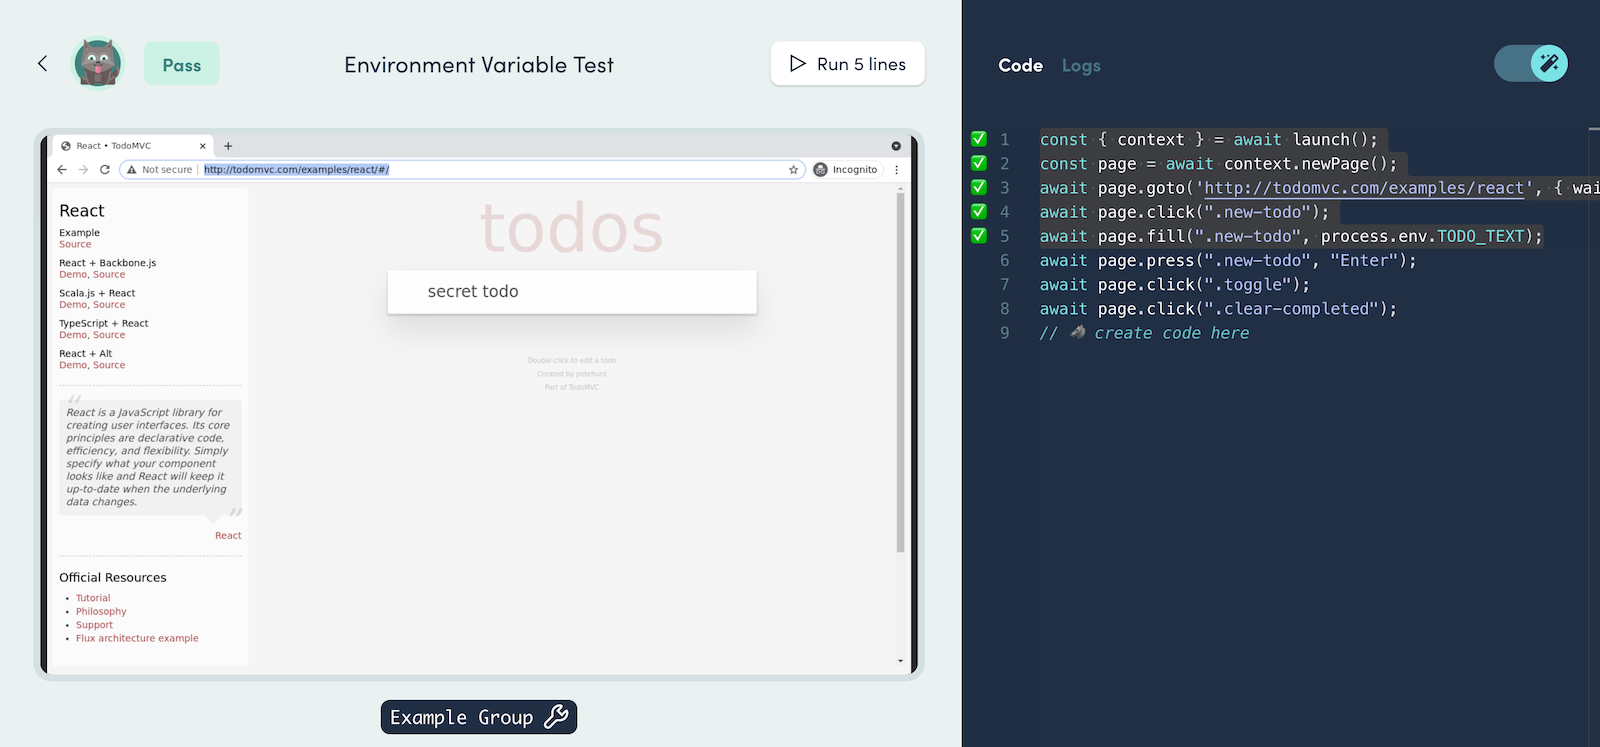 Pass
Environment Variable Test
Run 5 lines
React • TodoMVC
Not secure
http://todomvc.com/examples/react/#/
Incognito
React
Example
Source
React + Backbone.js
Demo, Source
Scala.js + React
Demo, Source
TypeScript + React
Demo, Source
React + Alt
Demo, Source
“
React is a JavaScript library for
creating user interfaces. Its core
principles are declarative code,
efficiency, and flexibility. Simply
specify what your component
looks like and React will keep it
up-to-date when the underlying
data changes.
”
React
Official Resources
• Tutorial
• Philosophy
• Support
• Flux architecture example
todos
secret todo
Double-click to edit a todo
Created by petehunt
Part of TodoMVC
Example Group
Code Logs
1 const { context } = await launch();
2 const page = await context.newPage();
3 await page.goto('http://todomvc.com/examples/react', { wai
4 await page.click(".new-todo");
5 await page.fill(".new-todo", process.env.TODO_TEXT);
6 await page.press(".new-todo", "Enter");
7 await page.click(".toggle");
8 await page.click(".clear-completed");
9 // 🐺 create code here